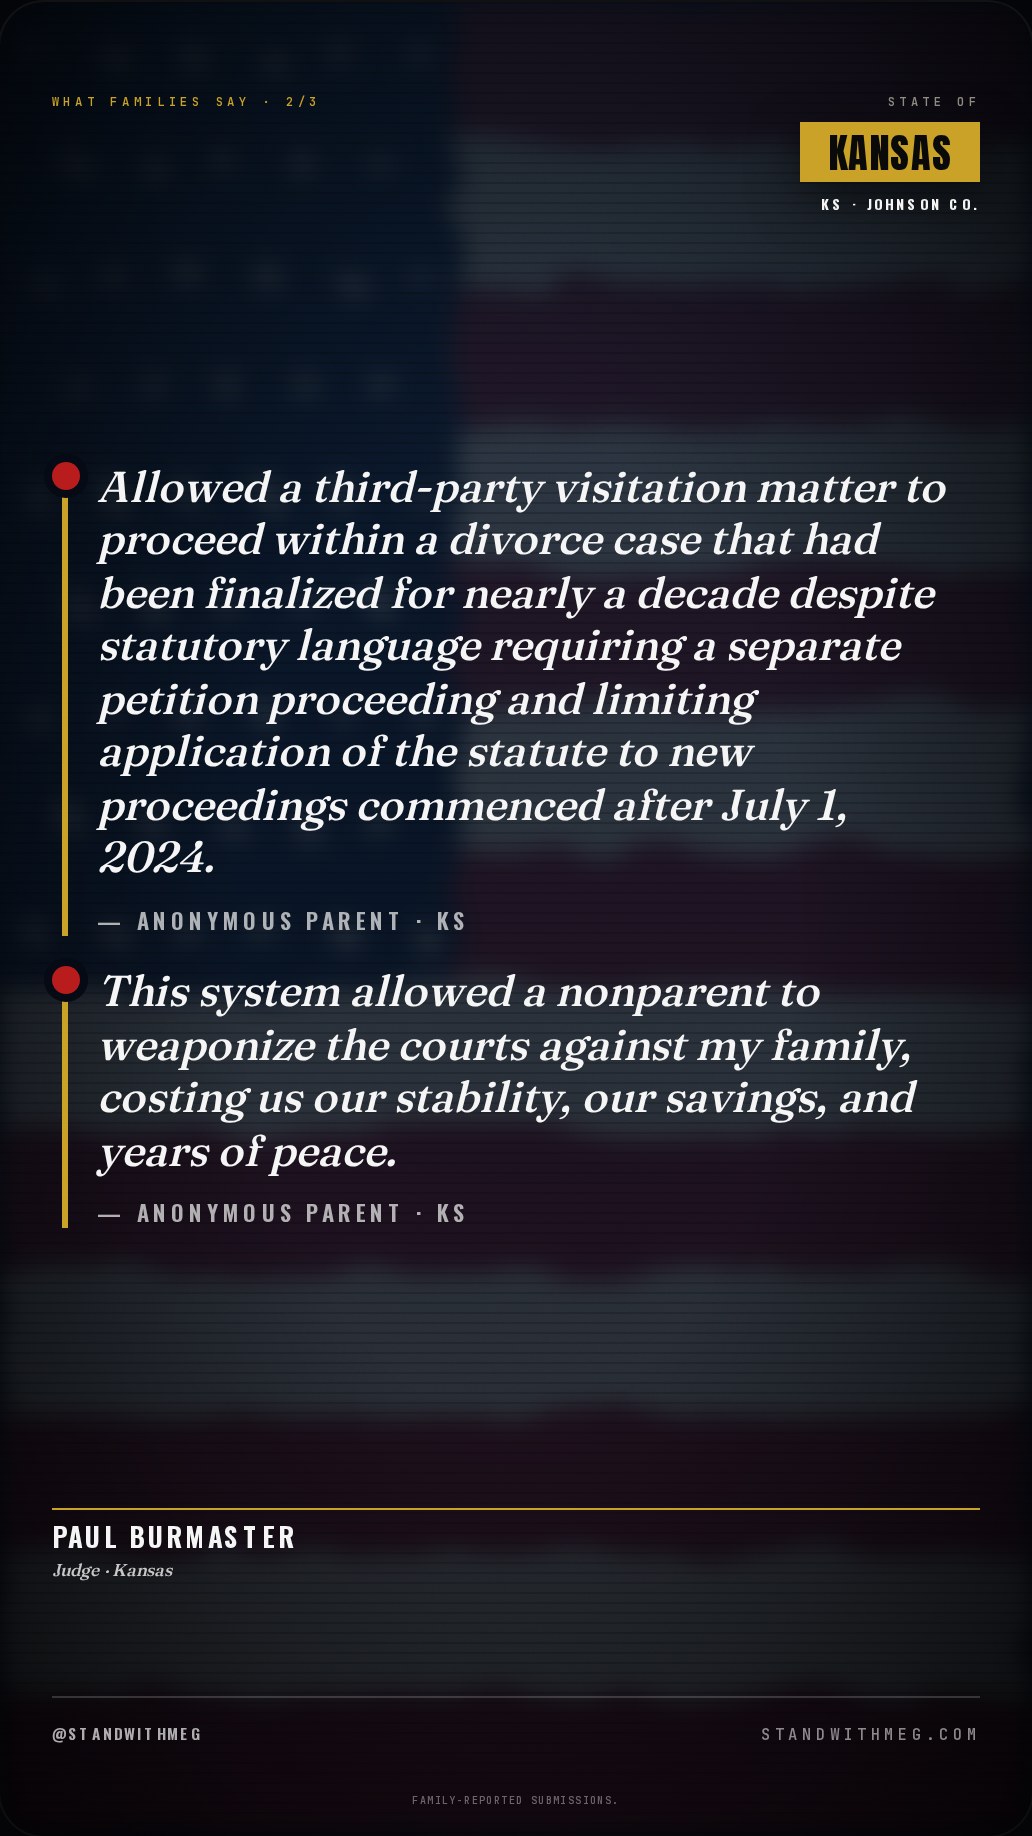 WHAT FAMILIES SAY · 2/3
STATE OF
KANSAS
KS · JOHNSON CO.
Allowed a third-party visitation matter to
proceed within a divorce case that had
been finalized for nearly a decade despite
statutory language requiring a separate
petition proceeding and limiting
application of the statute to new
proceedings commenced after July 1,
2024.
— ANONYMOUS PARENT · KS
This system allowed a nonparent to
weaponize the courts against my family,
costing us our stability, our savings, and
years of peace.
— ANONYMOUS PARENT · KS
PAUL BURMASTER
Judge · Kansas
@STANDWITHMEG
STANDWITHMEG.COM
FAMILY-REPORTED SUBMISSIONS.